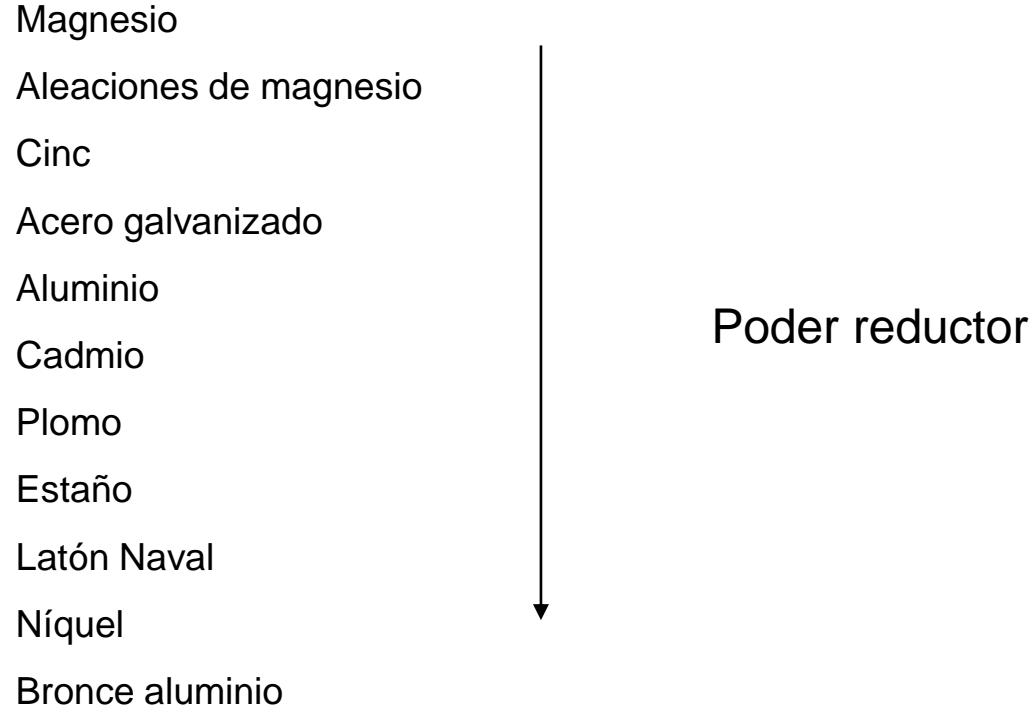 Magnesio
Aleaciones de magnesio
Cinc
Acero galvanizado
Aluminio
Poder reductor
Cadmio
Plomo
Estaño
Latón Naval
Níquel
Bronce aluminio